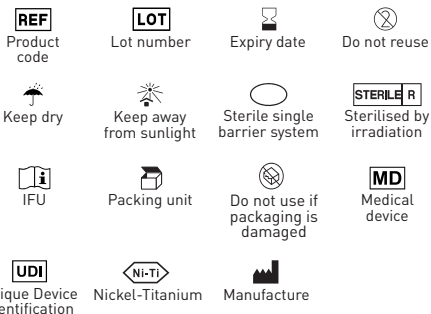 REF LOT
Product code
Lot number
Expiry date
Do not reuse
STERILE R
Keep dry
Keep away from sunlight
Sterile single barrier system
Sterilised by irradiation
i
MD
IFU
Packing unit
Do not use if packaging is damaged
Medical device
UDI
Ni-Ti
ique Device entification
Nickel-Titanium
Manufacture